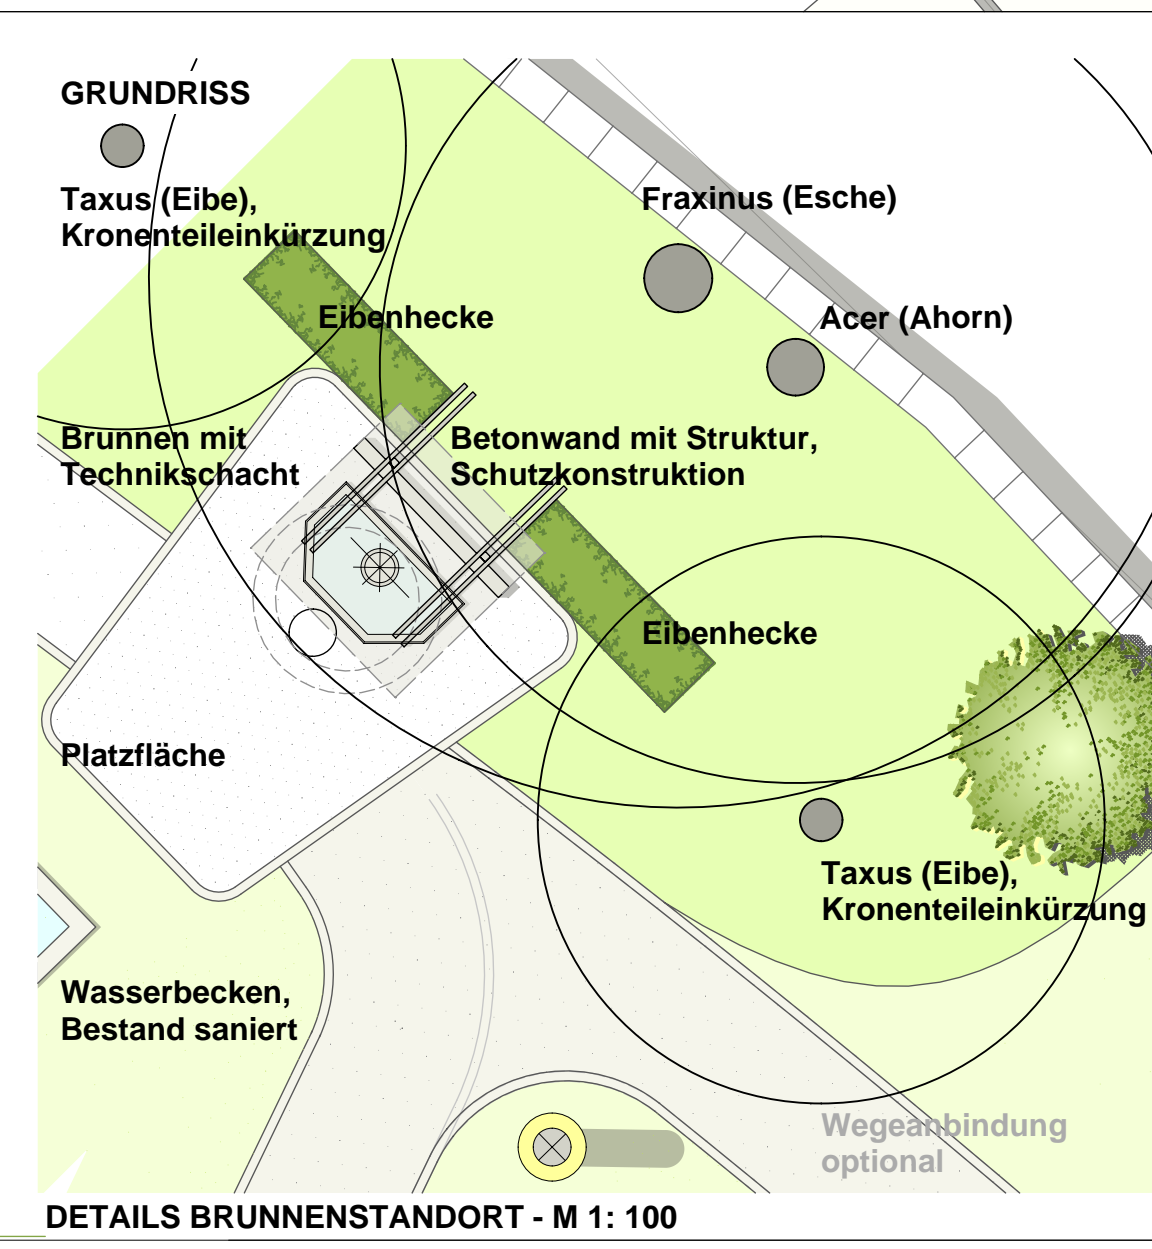 GRUNDRISS
Taxus (Eibe),
Kronenteileinkürzung
Fraxinus (Esche)
Eibenhecke
Acer (Ahorn)
Brunnen mit
Technikschacht
Betonwand mit Struktur,
Schutzkonstruktion
Eibenhecke
Platzfläche
Taxus (Eibe),
Kronenteileinkürzung
Wasserbecken,
Bestand saniert
Wegeanbindung
optional
DETAILS BRUNNENSTANDORT - M 1: 100